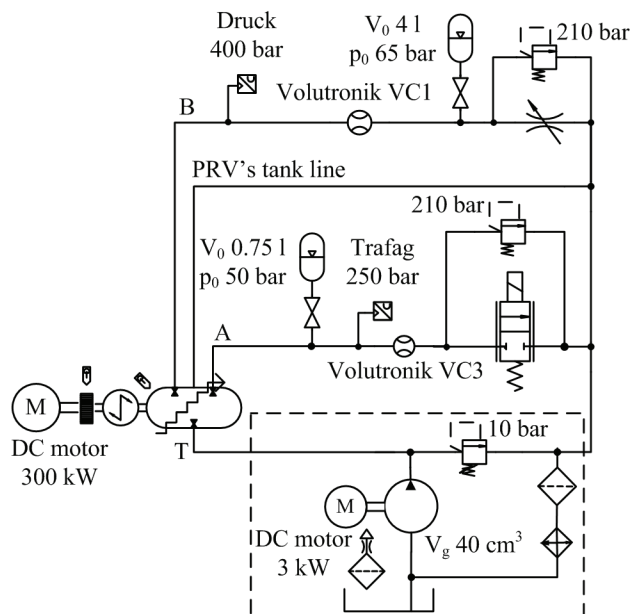 Druck
400 bar
V₀ 4 l
p₀ 65 bar
210 bar
B
Volutronik VC1
PRV's tank line
210 bar
V₀ 0.75 l
p₀ 50 bar
Trafag
250 bar
A
Volutronik VC3
M
DC motor
300 kW
T
10 bar
M
DC motor
3 kW
V_g 40 cm³